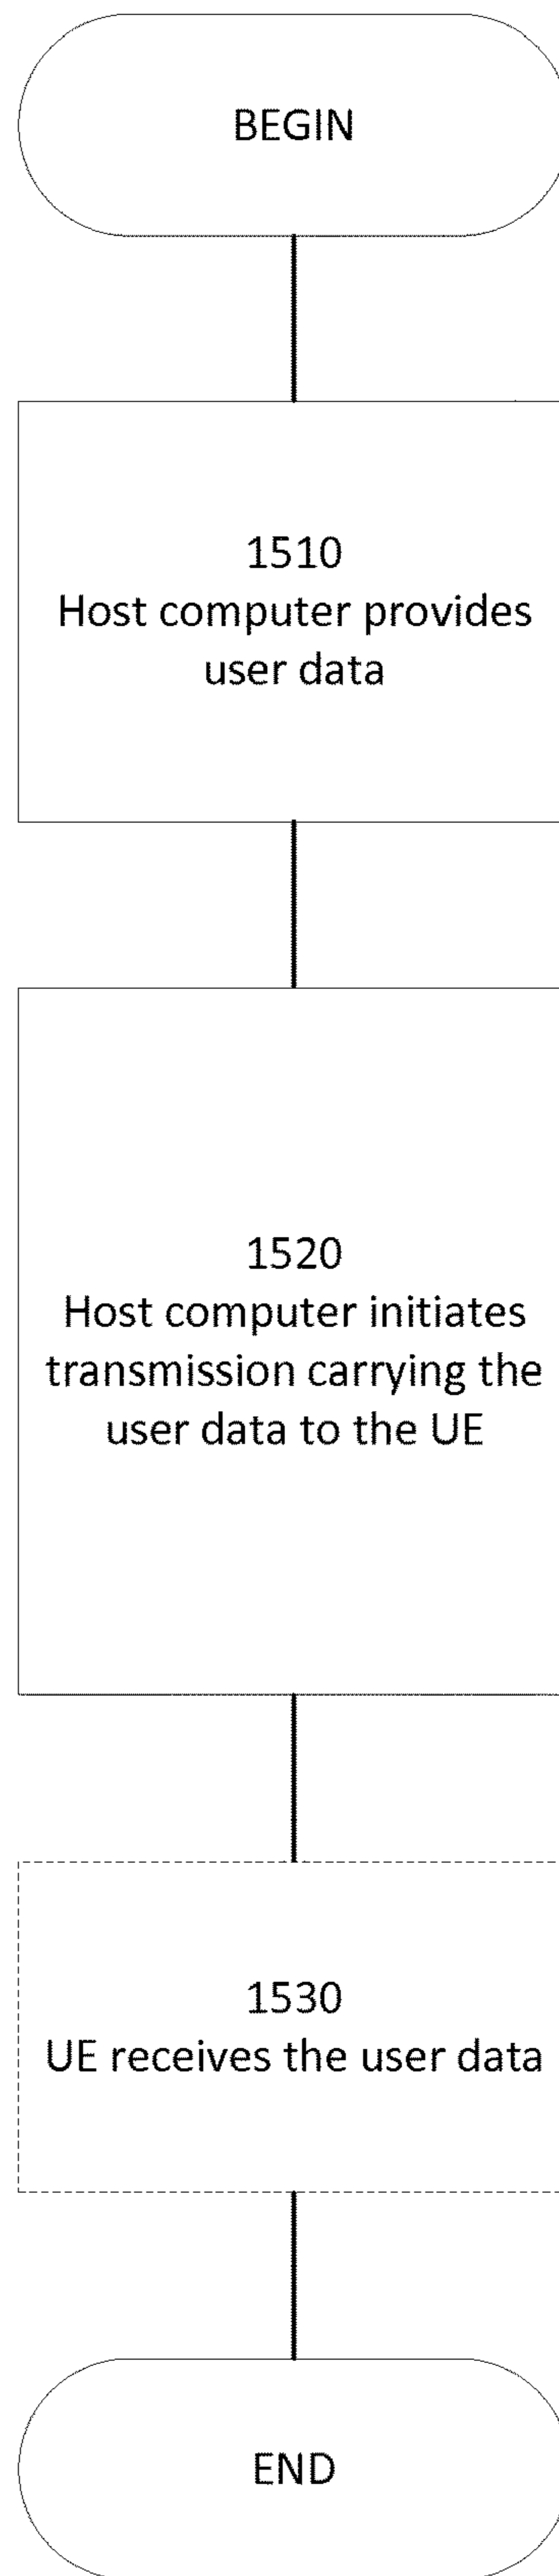 BEGIN
1510
Host computer provides
user data
1520
Host computer initiates
transmission carrying the
user data to the UE
1530
UE receives the user data
END